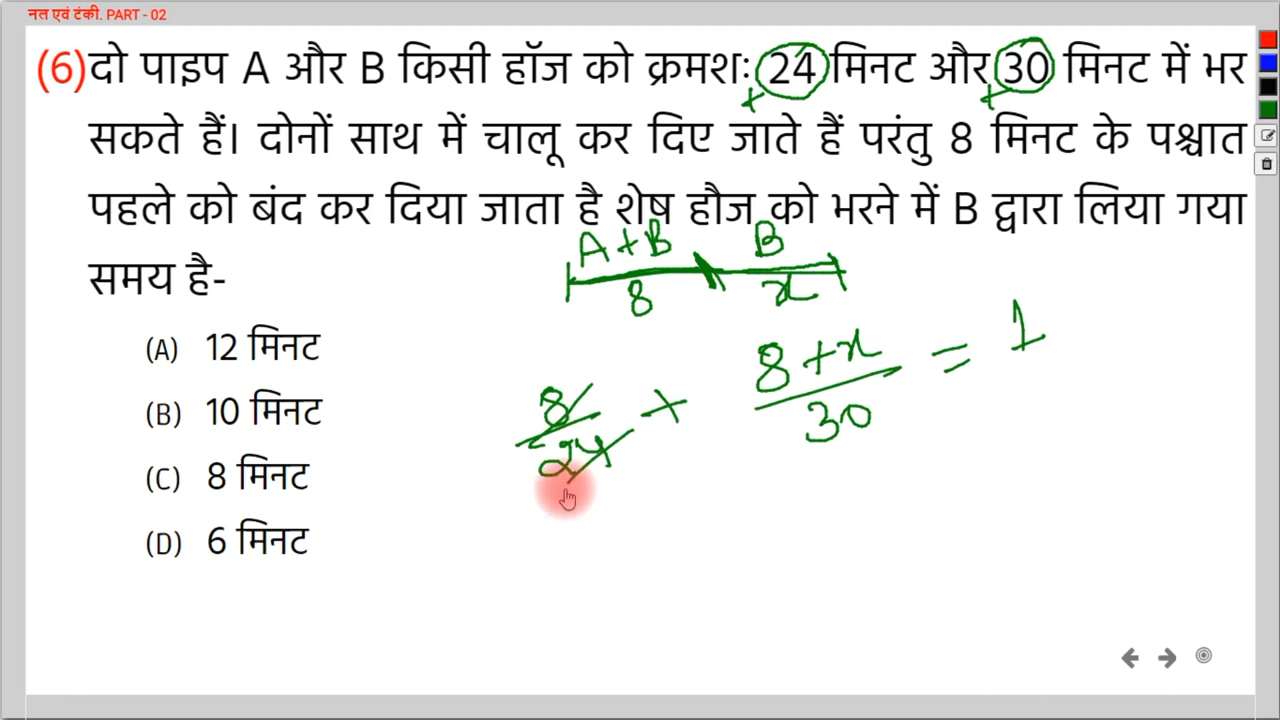 नल एवं टंकी. PART - 02
(6) दो पाइप A और B किसी हॉज को क्रमशः 24 मिनट और 30 मिनट में भर
सकते हैं। दोनों साथ में चालू कर दिए जाते हैं परंतु 8 मिनट के पश्चात
पहले को बंद कर दिया जाता है शेष हौज को भरने में B द्वारा लिया गया
समय है-
A + B B
8 x
(A) 12 मिनट
(B) 10 मिनट
(C) 8 मिनट
(D) 6 मिनट
8/24 + (8+x)/30 = 1